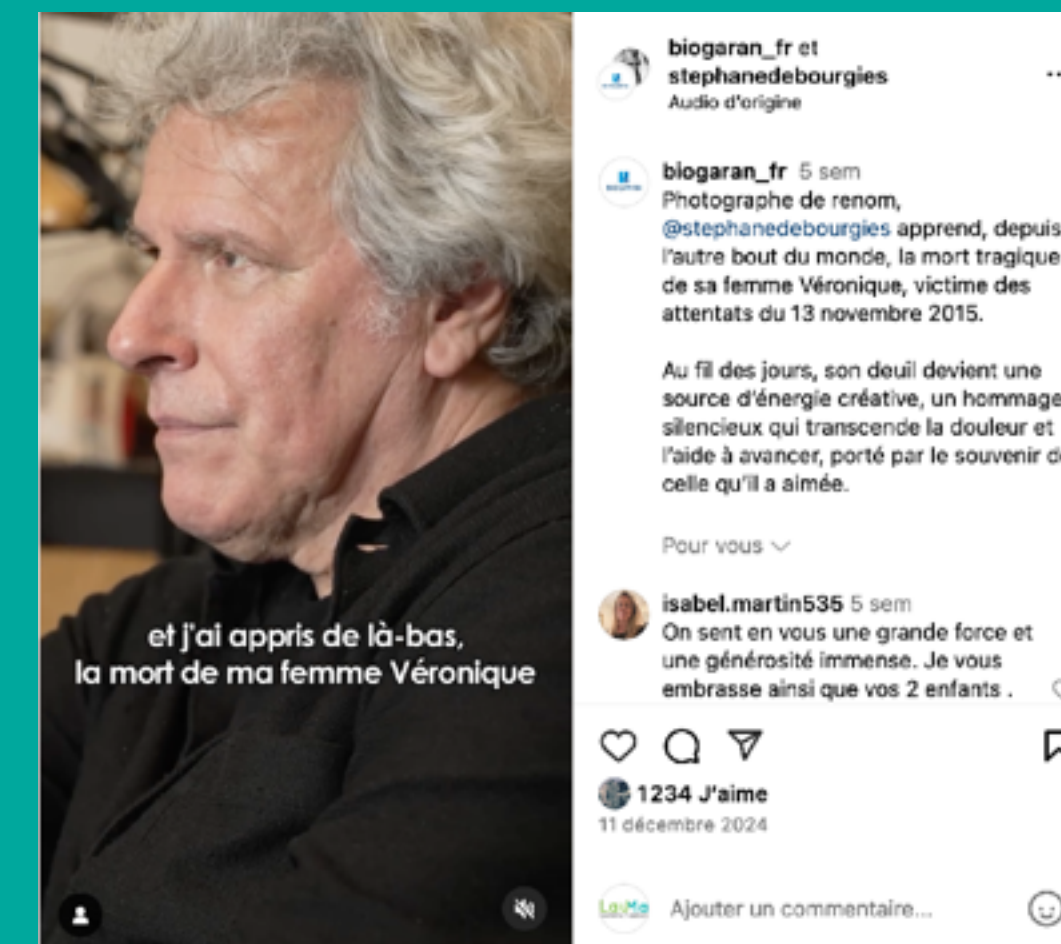 et j'ai appris de là-bas,
la mort de ma femme Véronique
biogaran_fr et
stephanedebourgies
Audio d'origine
biogaran_fr 5 sem
Photographe de renom,
@stephanedebourgies apprend, depuis
l'autre bout du monde, la mort tragique
de sa femme Véronique, victime des
attentats du 13 novembre 2015.
Au fil des jours, son deuil devient une
source d'énergie créative, un hommage
silencieux qui transcende la douleur et
l'aide à avancer, porté par le souvenir de
celle qu'il a aimée.
Pour vous
isabel.martin535 5 sem
On sent en vous une grande force et
une générosité immense. Je vous
embrasse ainsi que vos 2 enfants .
1234 J'aime
11 décembre 2024
LauMa
Ajouter un commentaire...